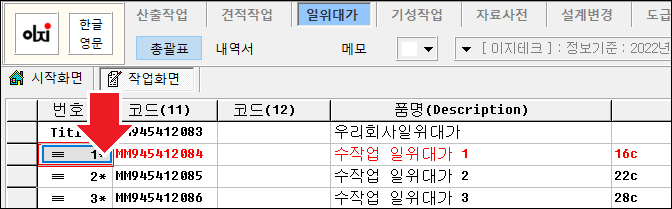 이지
한글
영문
산출작업 견적작업 일위대가 기성작업 자료사전 설계변경 도급
총괄표 내역서 메모 [ 이지테크 ] : 정보기준 : 2022년
시작화면 작업화면
번호 코드(11) 코드(12) 품명(Description)
Titl 945412083 우리회사일위대가
1* MM945412084 수작업 일위대가 1 16c
2* MM945412085 수작업 일위대가 2 22c
3* MM945412086 수작업 일위대가 3 28c